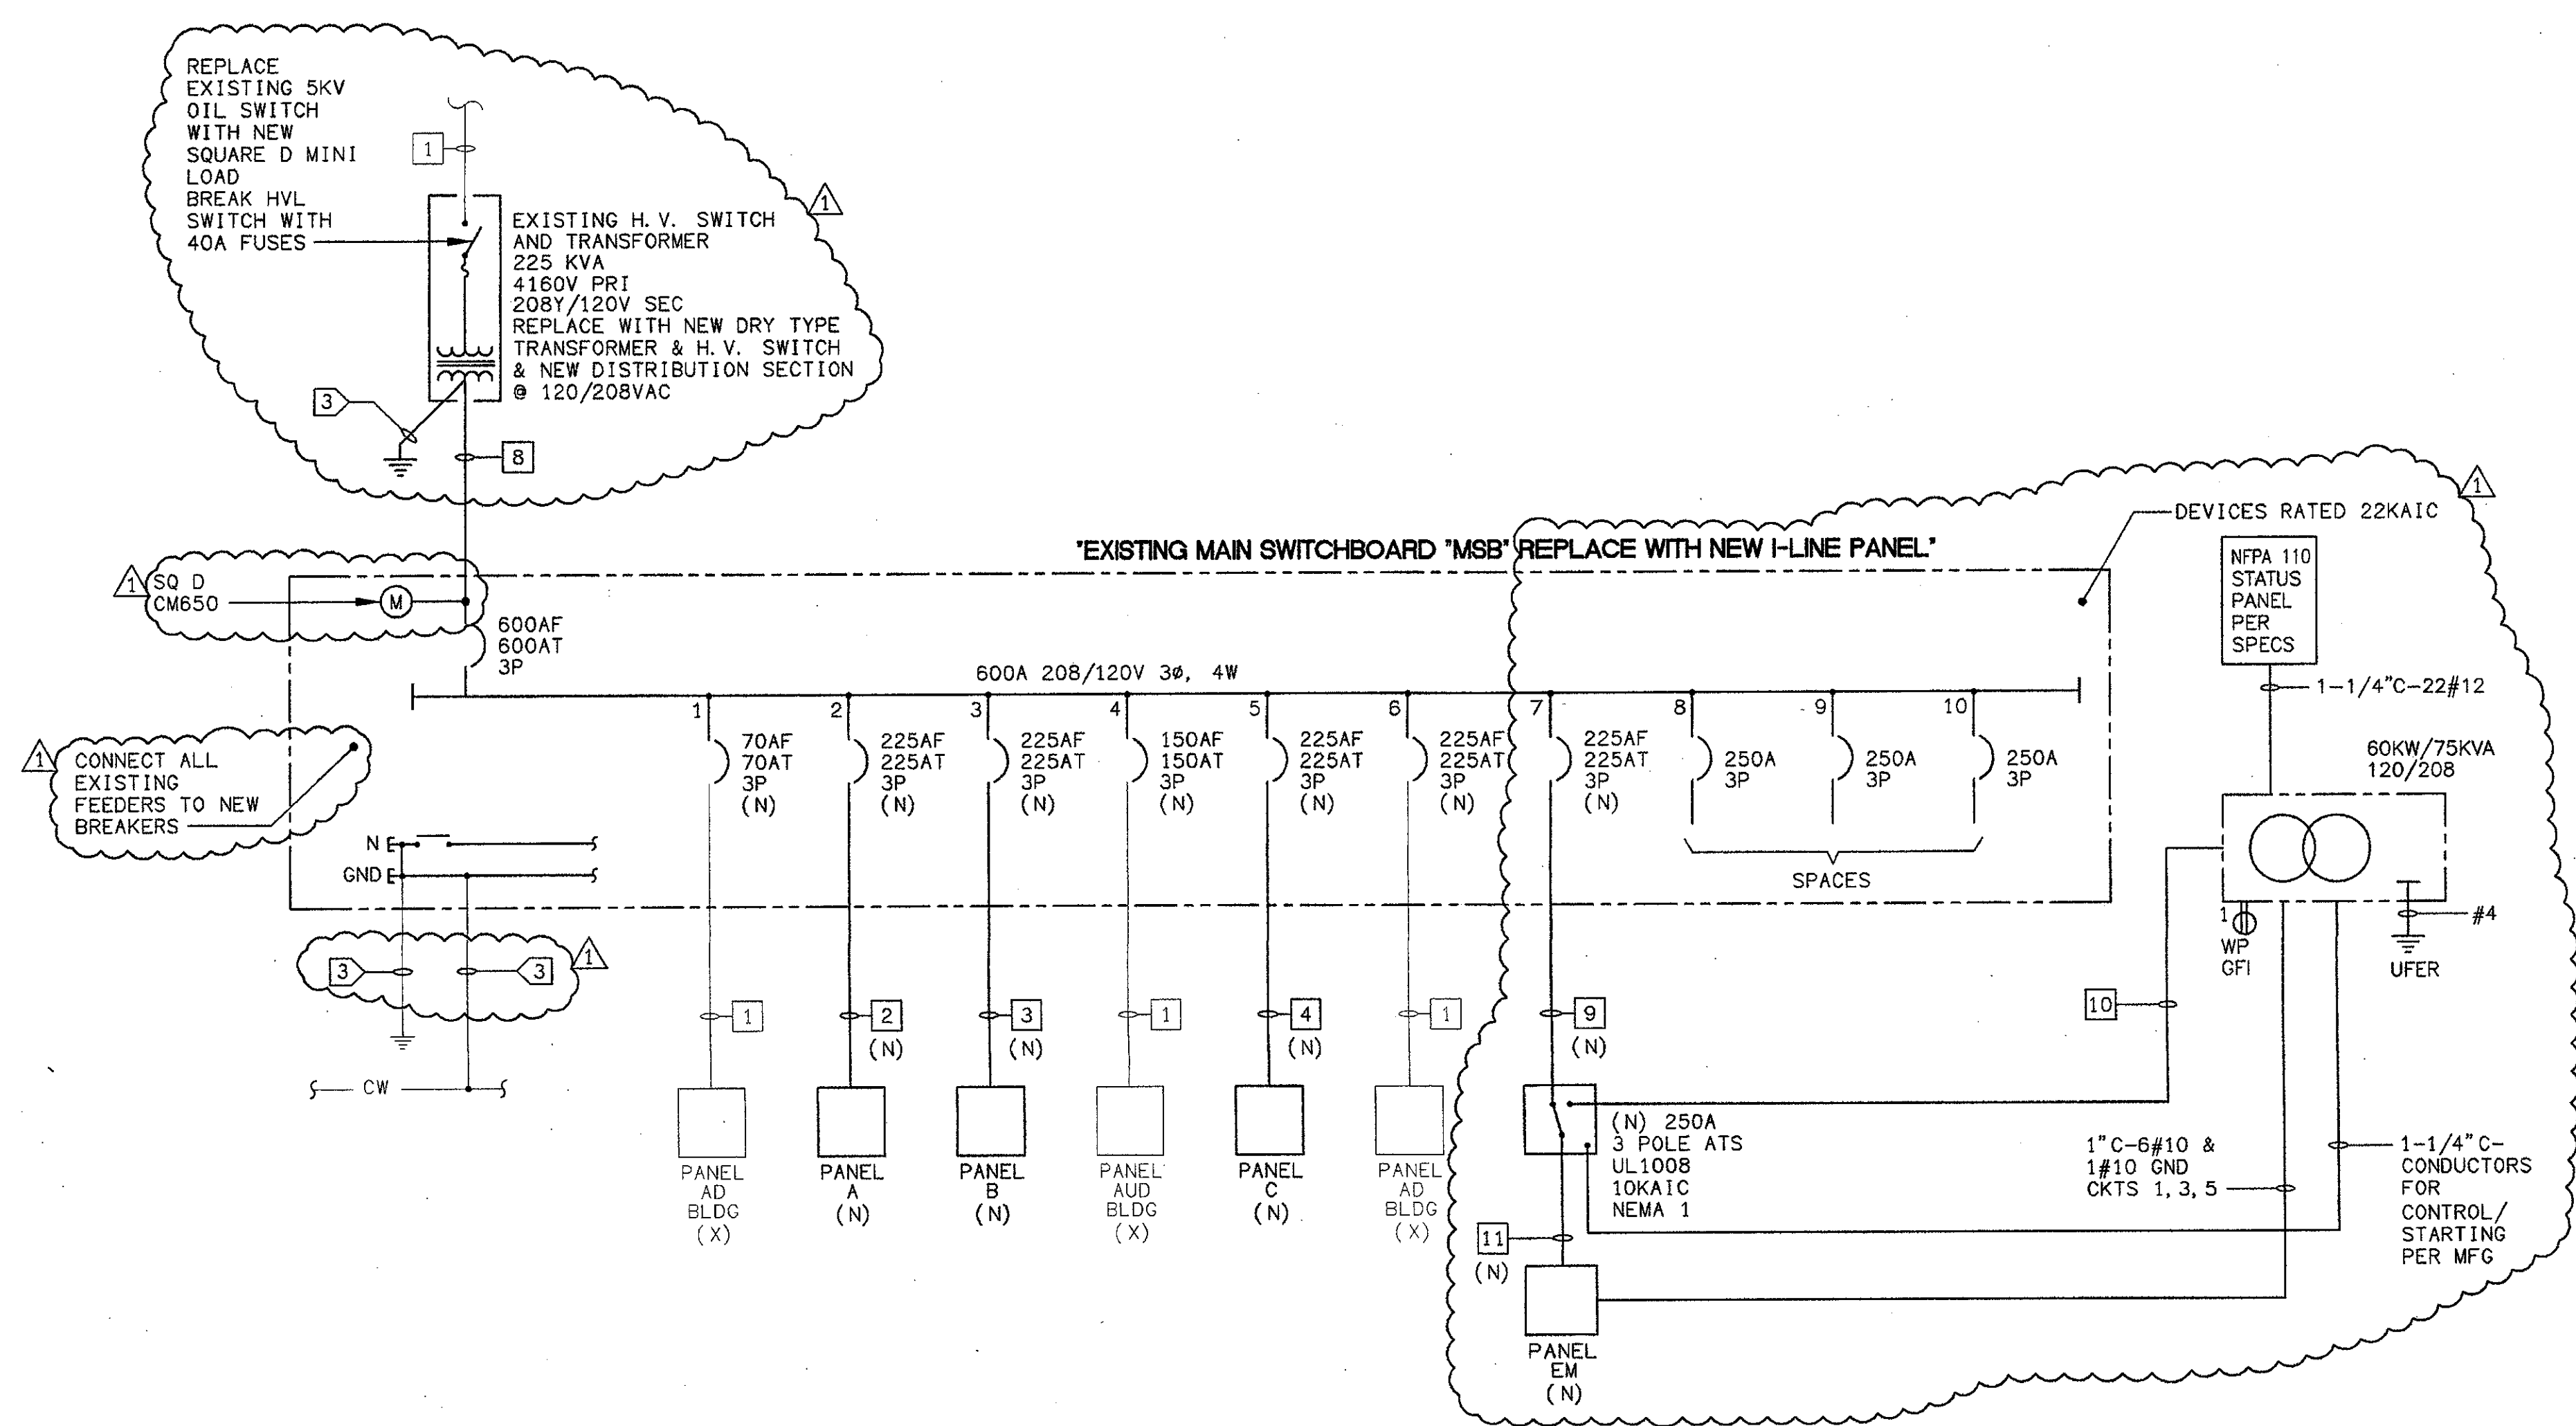 REPLACE
EXISTING 5KV
OIL SWITCH
WITH NEW
SQUARE D MINI
LOAD
BREAK HVL
SWITCH WITH
40A FUSES
1
1
EXISTING H.V. SWITCH
AND TRANSFORMER
225 KVA
4160V PRI
208Y/120V SEC
REPLACE WITH NEW DRY TYPE
TRANSFORMER & H.V. SWITCH
& NEW DISTRIBUTION SECTION
@ 120/208VAC
3
8
1
DEVICES RATED 22KAIC
"EXISTING MAIN SWITCHBOARD "MSB" REPLACE WITH NEW I-LINE PANEL"
NFPA 110
STATUS
PANEL
PER
SPECS
1
SQ D
CM650
M
600AF
600AT
3P
600A 208/120V 3ø, 4W
1-1/4"C-22#12
1
CONNECT ALL
EXISTING
FEEDERS TO NEW
BREAKERS
1
70AF
70AT
3P
(N)
2
225AF
225AT
3P
(N)
3
225AF
225AT
3P
(N)
4
150AF
150AT
3P
(N)
5
225AF
225AT
3P
(N)
6
225AF
225AT
3P
(N)
7
225AF
225AT
3P
(N)
8
250A
3P
9
250A
3P
10
250A
3P
SPACES
60KW/75KVA
120/208
N
GND
1
WP
GFI
#4
UFER
3
3
1
CW
1
2
(N)
3
(N)
1
4
(N)
1
9
(N)
10
PANEL
AD
BLDG
(X)
PANEL
A
(N)
PANEL
B
(N)
PANEL
AUD
BLDG
(X)
PANEL
C
(N)
PANEL
AD
BLDG
(X)
(N) 250A
3 POLE ATS
UL1008
10KAIC
NEMA 1
1"C-6#10 &
1#10 GND
CKTS 1,3,5
1-1/4"C-
CONDUCTORS
FOR
CONTROL/
STARTING
PER MFG
11
(N)
PANEL
EM
(N)